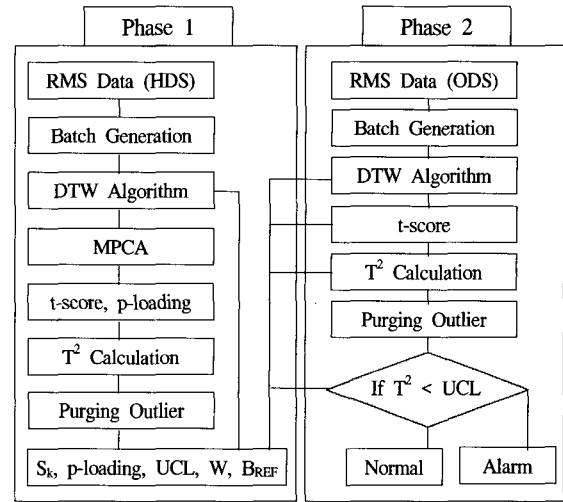 Phase 1
RMS Data (HDS)
Batch Generation
DTW Algorithm
MPCA
t-score, p-loading
T² Calculation
Purging Outlier
Sₖ, p-loading, UCL, W, B_REF
Phase 2
RMS Data (ODS)
Batch Generation
DTW Algorithm
t-score
T² Calculation
Purging Outlier
If T² < UCL
Normal
Alarm